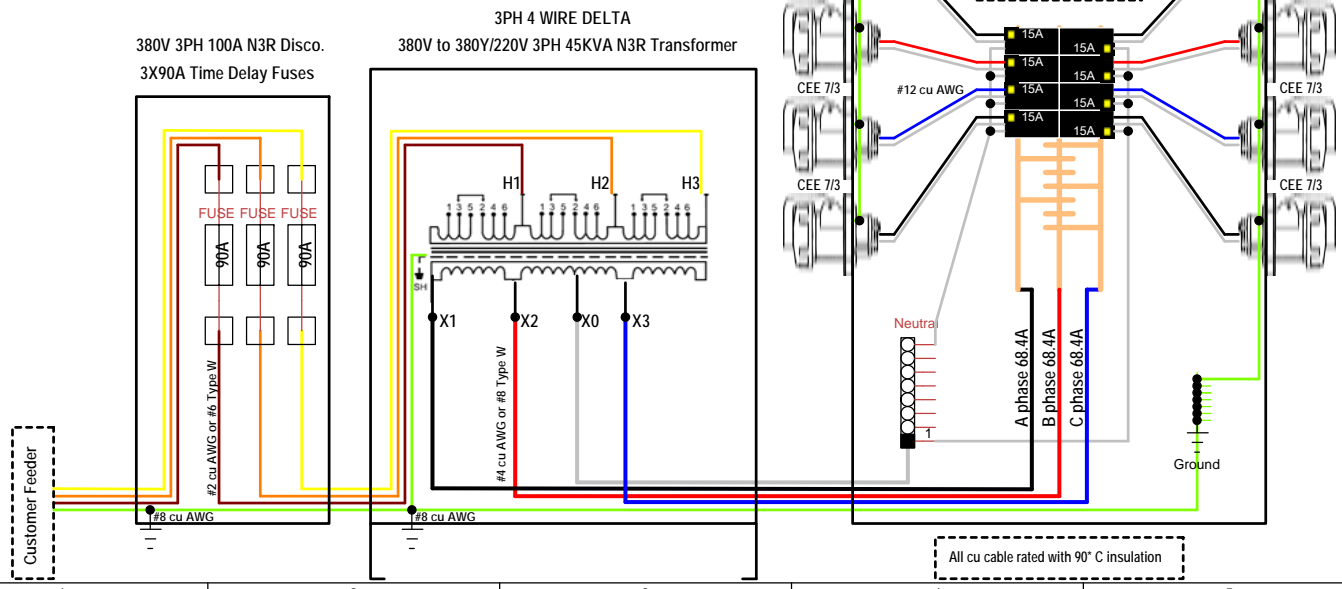 3PH 4 WIRE DELTA
380V to 380Y/220V 3PH 45KVA N3R Transformer
380V 3PH 100A N3R Disco.
3X90A Time Delay Fuses
FUSE FUSE FUSE
90A 90A 90A
#2 cu AWG or #6 Type W
#8 cu AWG
Customer Feeder
H1 H2 H3
1 3 5 2 4 6 1 3 5 2 4 6 1 3 5 2 4 6
SH
X1 X2 X0 X3
#4 cu AWG or #8 Type W
#8 cu AWG
15A
15A
15A
15A
15A
15A
15A
15A
#12 cu AWG
CEE 7/3
CEE 7/3
CEE 7/3
CEE 7/3
Neutral
1
A phase 68.4A
B phase 68.4A
C phase 68.4A
Ground
All cu cable rated with 90° C insulation